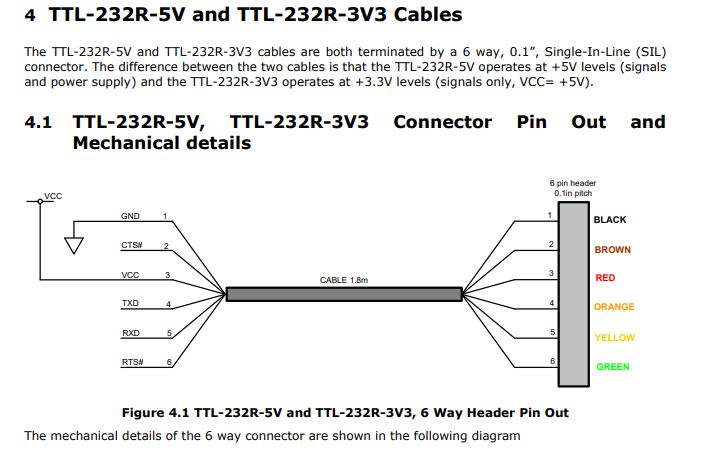 4 TTL-232R-5V and TTL-232R-3V3 Cables
The TTL-232R-5V and TTL-232R-3V3 cables are both terminated by a 6 way, 0.1”, Single-In-Line (SIL)
connector. The difference between the two cables is that the TTL-232R-5V operates at +5V levels (signals
and power supply) and the TTL-232R-3V3 operates at +3.3V levels (signals only, VCC= +5V).
4.1 TTL-232R-5V, TTL-232R-3V3 Connector Pin Out and
Mechanical details
6 pin header
0.1in pitch
VCC
GND 1
1 BLACK
CTS# 2
2 BROWN
VCC 3
CABLE 1.8m
3 RED
TXD 4
4 ORANGE
RXD 5
5 YELLOW
RTS# 6
6 GREEN
Figure 4.1 TTL-232R-5V and TTL-232R-3V3, 6 Way Header Pin Out
The mechanical details of the 6 way connector are shown in the following diagram